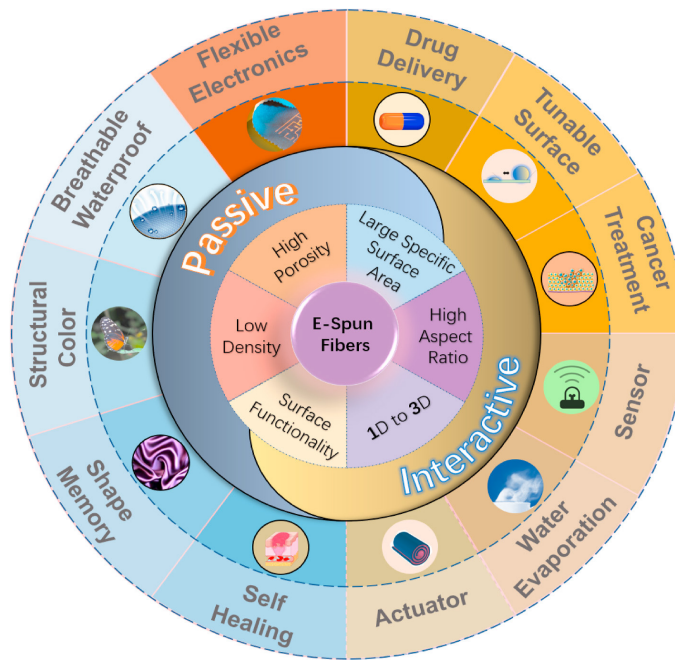 Flexible
Electronics
Drug
Delivery
Tunable
Surface
Cancer
Treatment
Sensor
Water
Evaporation
Actuator
Self
Healing
Shape
Memory
Structural
Color
Breathable
Waterproof
Passive
Interactive
High
Porosity
Large Specific
Surface
Area
High
Aspect
Ratio
1D to 3D
Surface
Functionality
Low
Density
E-Spun
Fibers